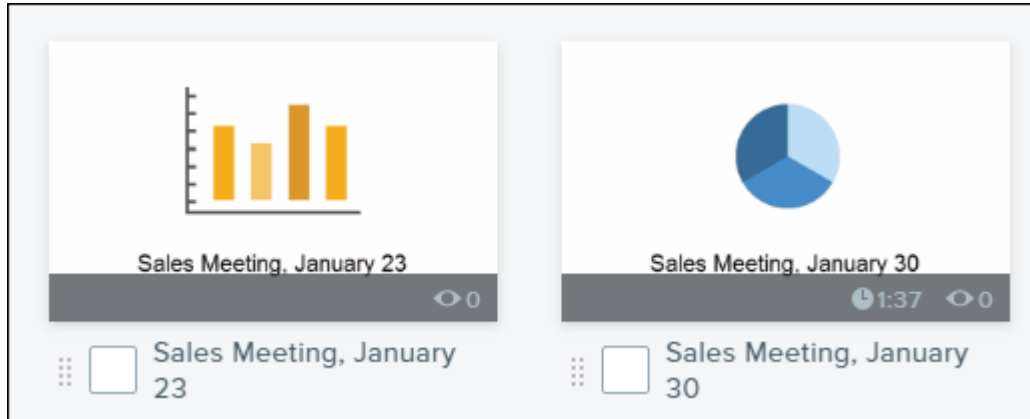 Sales Meeting, January 23
0
Sales Meeting, January
23
Sales Meeting, January 30
1:37 0
Sales Meeting, January
30